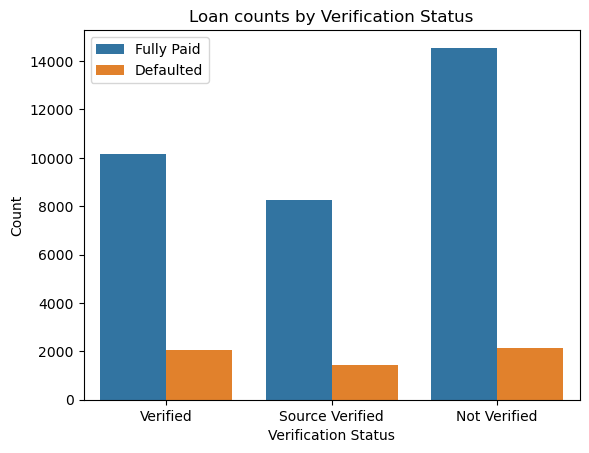 Loan counts by Verification Status
Fully Paid
Defaulted
14000
12000
10000
8000
6000
4000
2000
0
Count
Verified
Source Verified
Not Verified
Verification Status